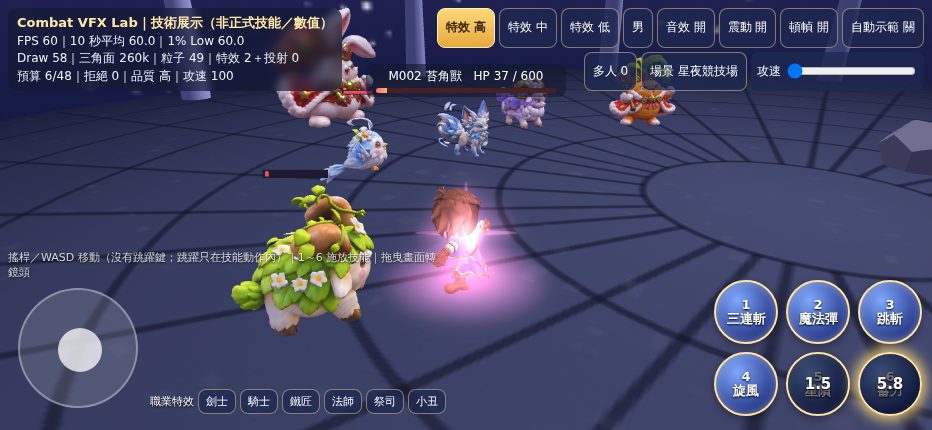 Combat VFX Lab｜技術展示（非正式技能／數值）
FPS 60｜10 秒平均 60.0｜1% Low 60.0
Draw 58｜三角面 260k｜粒子 49｜特效 2＋投射 0
預算 6/48｜拒絕 0｜品質 高｜攻速 100
特效 高
特效 中
特效 低
男
音效 開
震動 開
頓幀 開
自動示範 關
多人 0
場景 星夜競技場
攻速
M002 苔角獸 HP 37 / 600
搖桿／WASD 移動（沒有跳躍鍵；跳躍只在技能動作內）｜1～6 施放技能｜拖曳畫面轉
鏡頭
1
三連斬
2
魔法彈
3
跳斬
4
旋風
5
1.5
星隕
6
5.8
蓄力
職業特效
劍士
騎士
鐵匠
法師
祭司
小丑